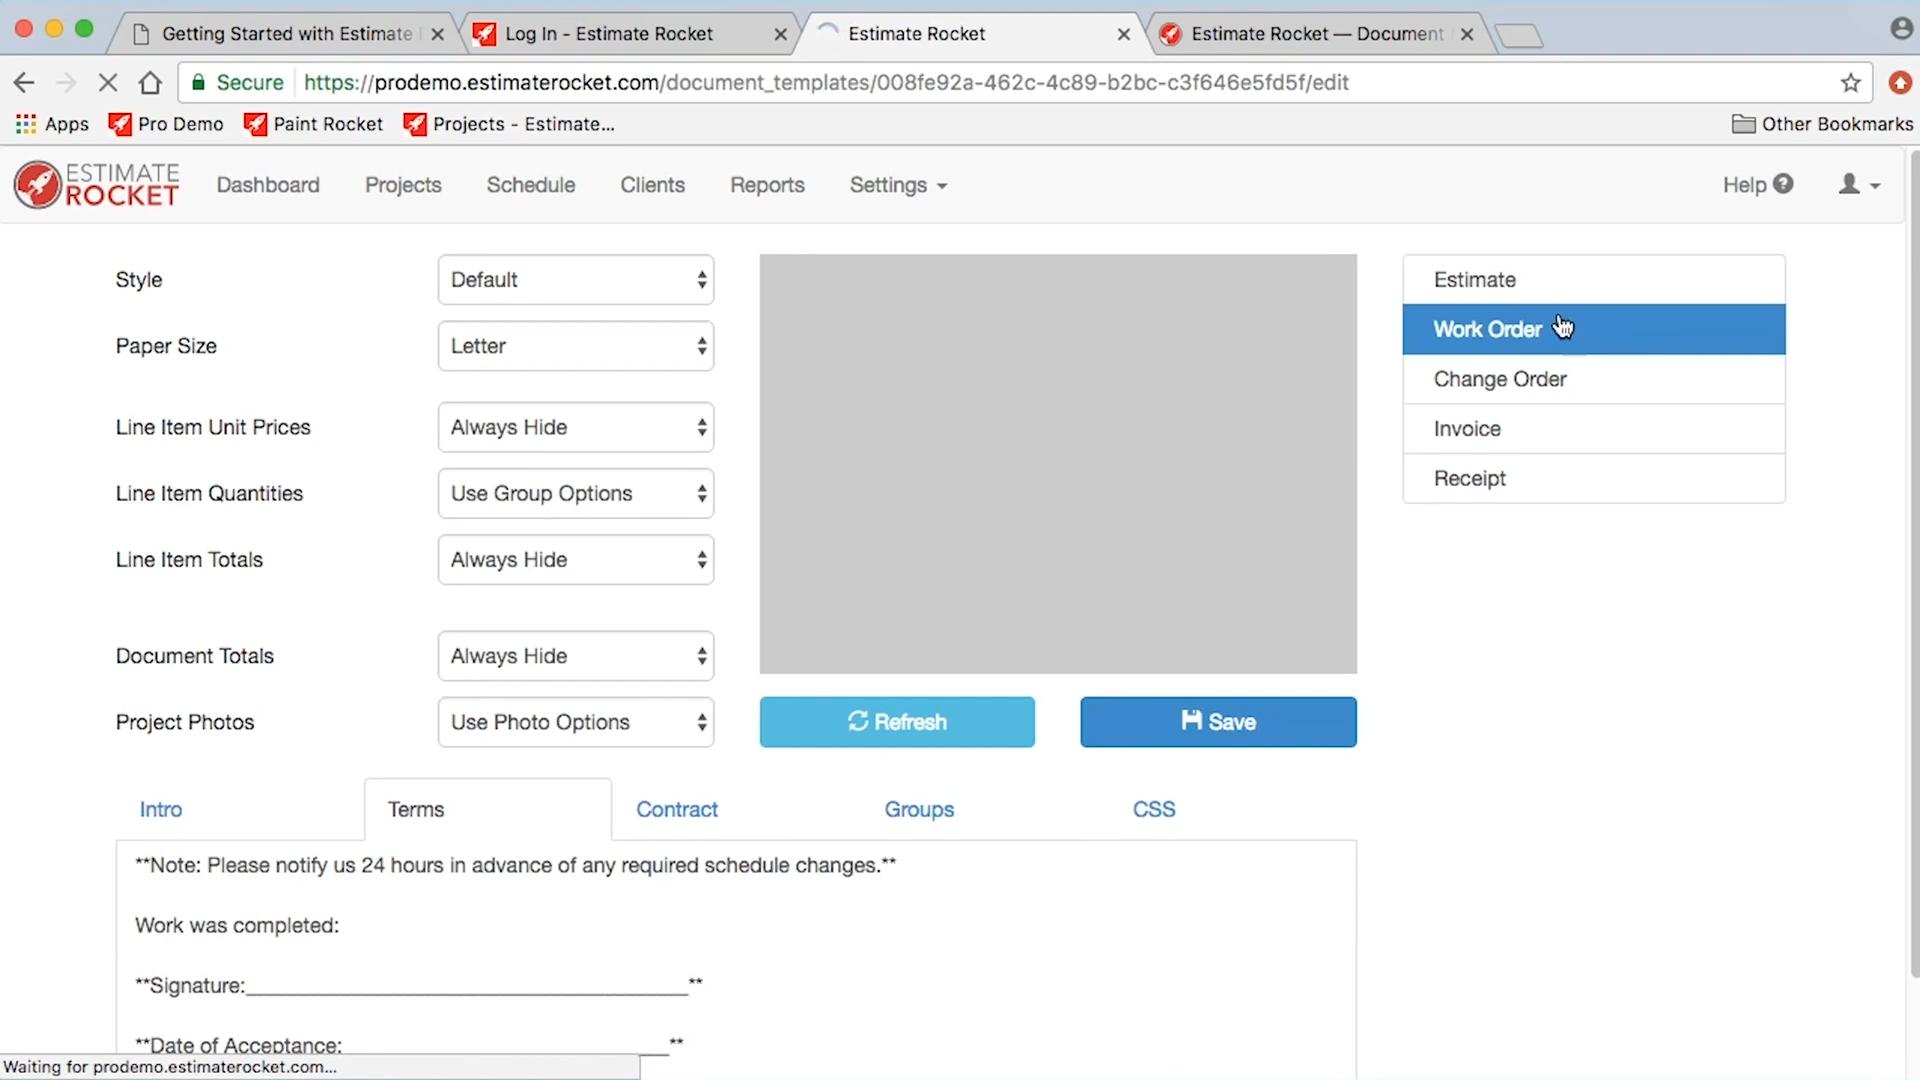 Getting Started with Estimate
Log In - Estimate Rocket
Estimate Rocket
Estimate Rocket — Document
Secure https://prodemo.estimaterocket.com/document_templates/008fe92a-462c-4c89-b2bc-c3f646e5fd5f/edit
Apps Pro Demo Paint Rocket Projects - Estimate... Other Bookmarks
ESTIMATE
ROCKET
Dashboard Projects Schedule Clients Reports Settings Help
Style Default
Paper Size Letter
Line Item Unit Prices Always Hide
Line Item Quantities Use Group Options
Line Item Totals Always Hide
Document Totals Always Hide
Project Photos Use Photo Options
Refresh Save
Estimate
Work Order
Change Order
Invoice
Receipt
Intro Terms Contract Groups CSS
**Note: Please notify us 24 hours in advance of any required schedule changes.**
Work was completed:
**Signature:________________________________________**
**Date of Acceptance: ______________________________**
Waiting for prodemo.estimaterocket.com...